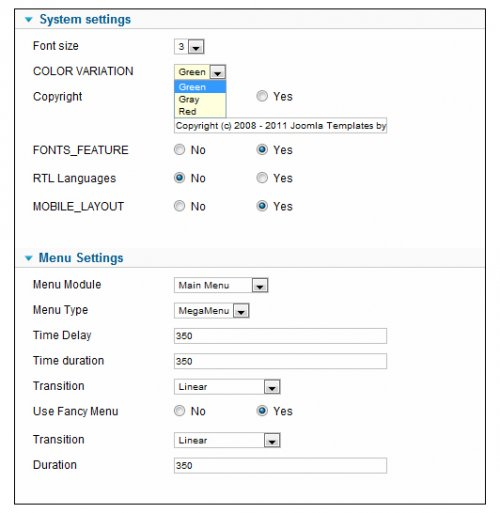 System settings
Font size 3
COLOR VARIATION Green
Green
Copyright Gray Yes
Red
Copyright (c) 2008 - 2011 Joomla Templates by
FONTS_FEATURE No Yes
RTL Languages No Yes
MOBILE_LAYOUT No Yes
Menu Settings
Menu Module Main Menu
Menu Type MegaMenu
Time Delay 350
Time duration 350
Transition Linear
Use Fancy Menu No Yes
Transition Linear
Duration 350